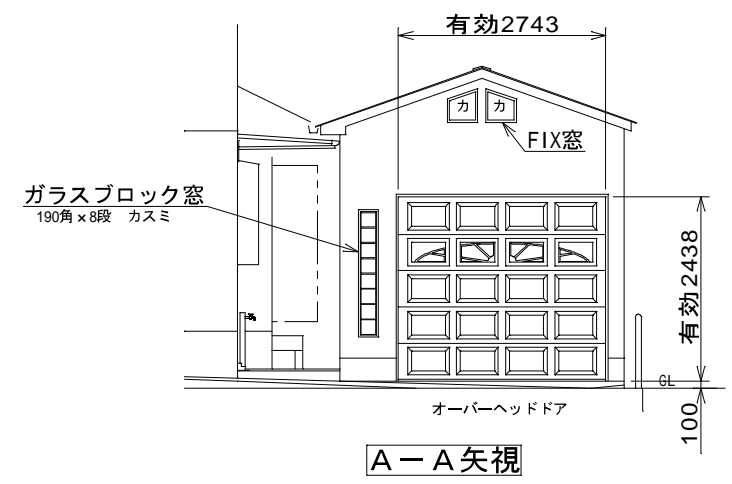 有効2743
カ
カ
FIX窓
ガラスブロック窓
190角×8段 カスミ
有効2438
GL
100
オーバーヘッドドア
A-A矢視